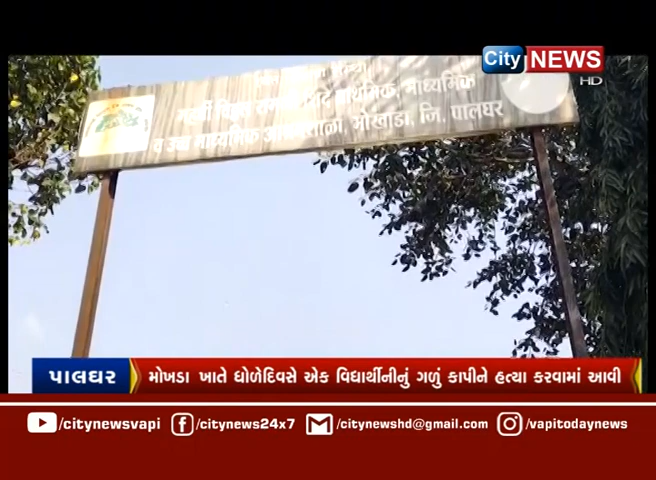 City NEWS
HD
माध्यमिक
व उच्च माध्यमिक आश्रमशाळा, मोखाडा, जि. पालघर
પાલઘર
મોખડા ખાતે ધોળેદિવસે એક વિદ્યાર્થીનીનું ગળું કાપીને હત્યા કરવામાં આવી
/citynewsvapi /citynews24x7 /citynewshd@gmail.com /vapitodaynews